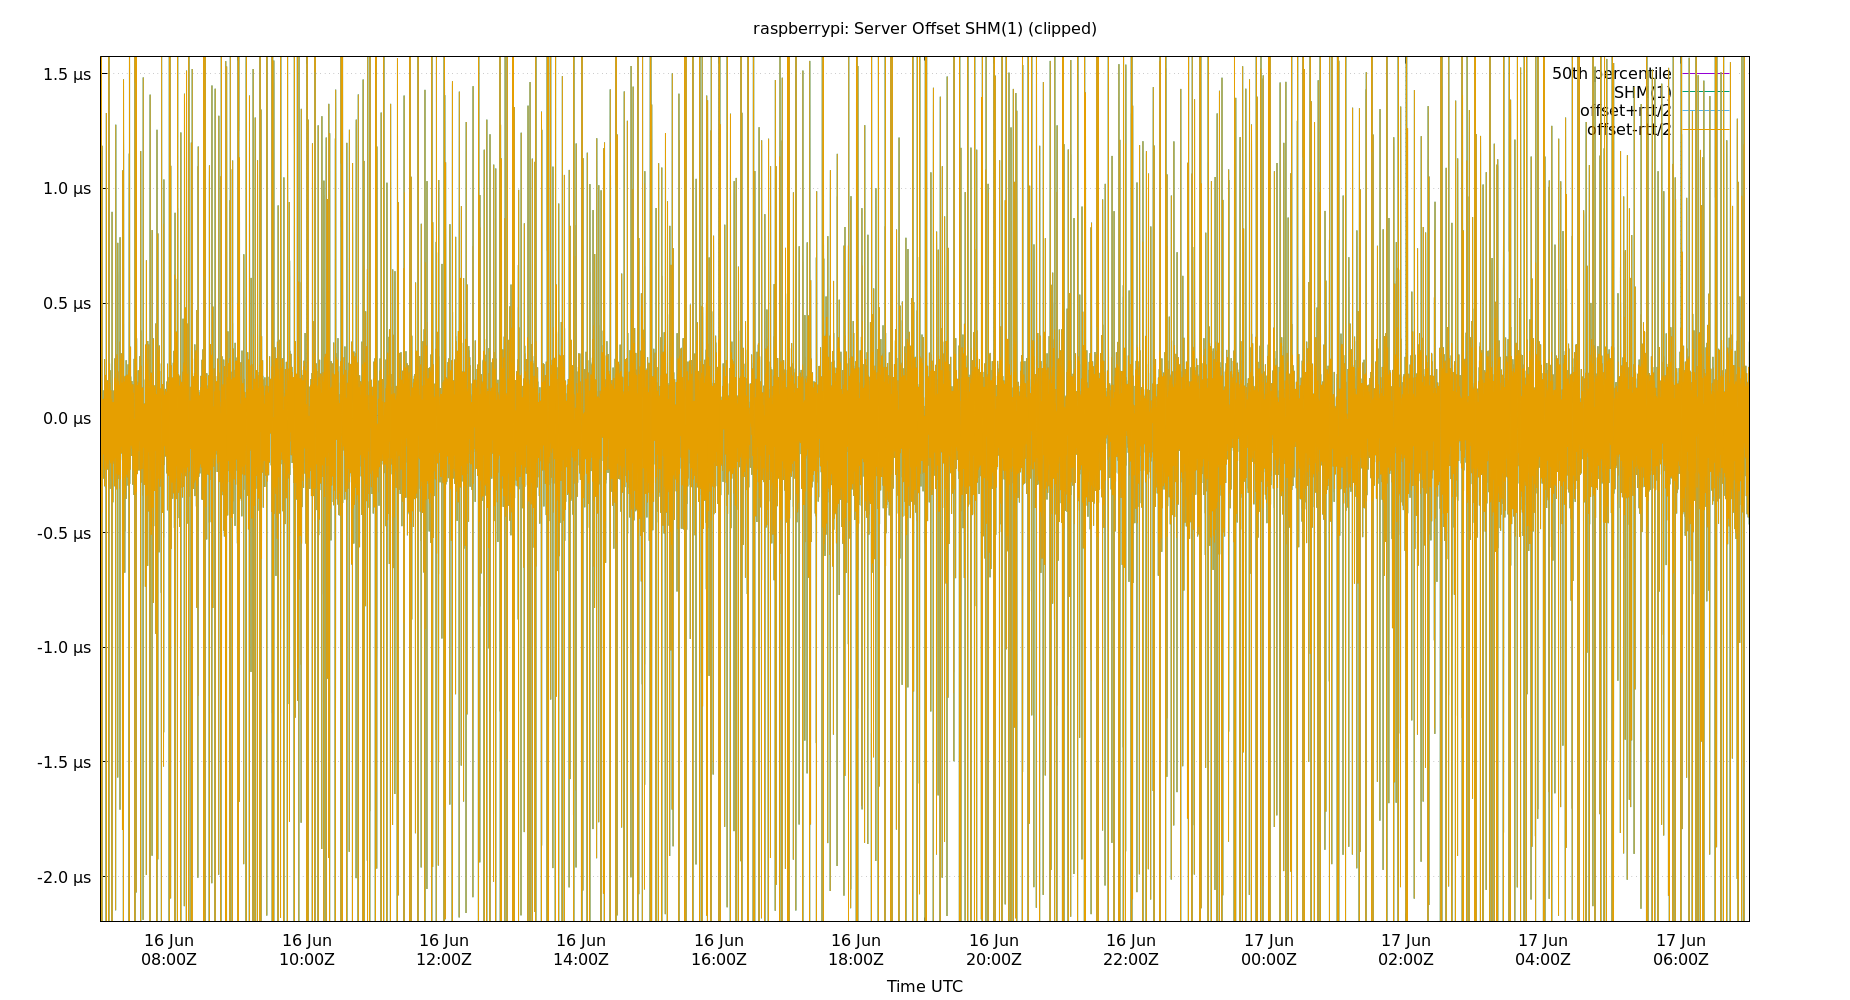 raspberrypi: Server Offset SHM(1) (clipped)
1.5 µs
1.0 µs
0.5 µs
0.0 µs
-0.5 µs
-1.0 µs
-1.5 µs
-2.0 µs
50th percentile
SHM(1)
offset+rtt/2
offset-rtt/2
16 Jun 16 Jun 16 Jun 16 Jun 16 Jun 16 Jun 16 Jun 16 Jun 17 Jun 17 Jun 17 Jun 17 Jun
08:00Z 10:00Z 12:00Z 14:00Z 16:00Z 18:00Z 20:00Z 22:00Z 00:00Z 02:00Z 04:00Z 06:00Z
Time UTC